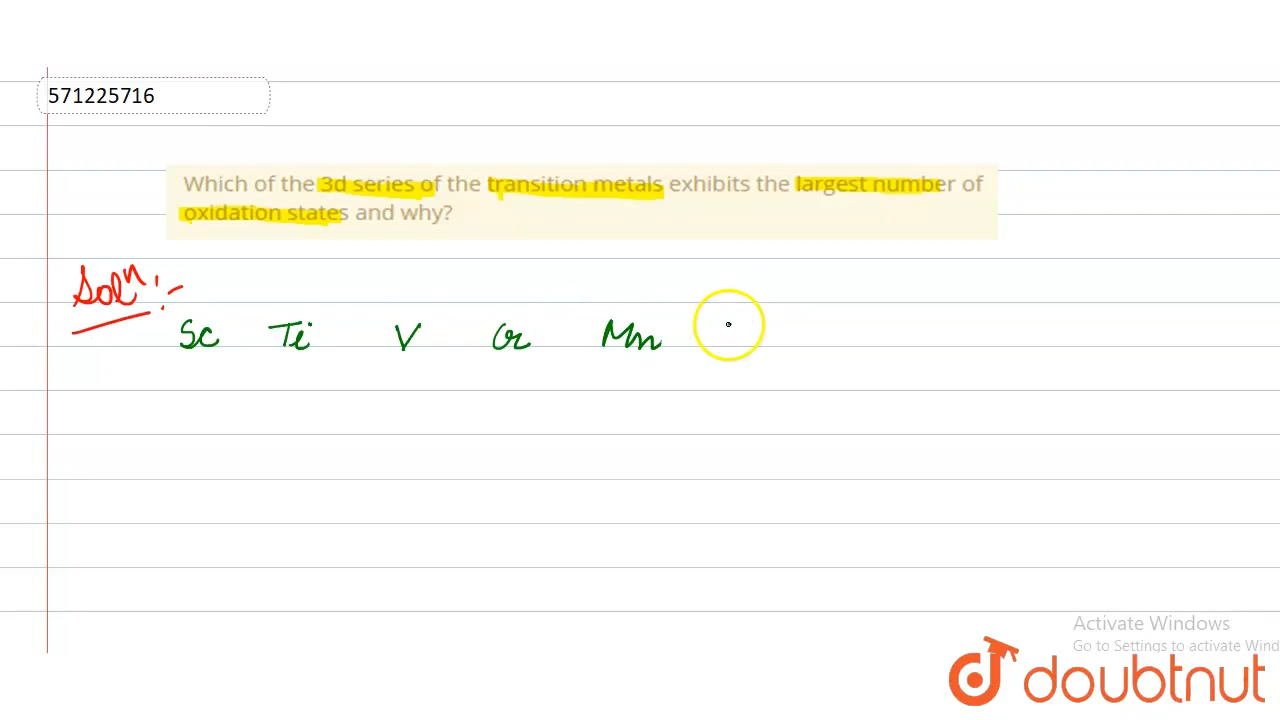 571225716
Which of the 3d series of the transition metals exhibits the largest number of
oxidation states and why?
Solⁿ :-
Sc Ti V Cr Mn
Activate Windows
Go to Settings to activate Wind
doubtnut